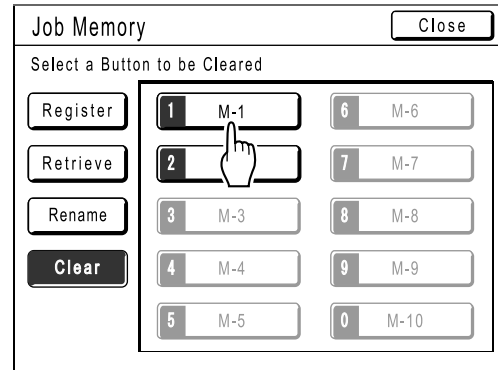 Job Memory
Close
Select a Button to be Cleared
Register
1 M-1
6 M-6
Retrieve
2
7 M-7
Rename
3 M-3
8 M-8
Clear
4 M-4
9 M-9
5 M-5
0 M-10